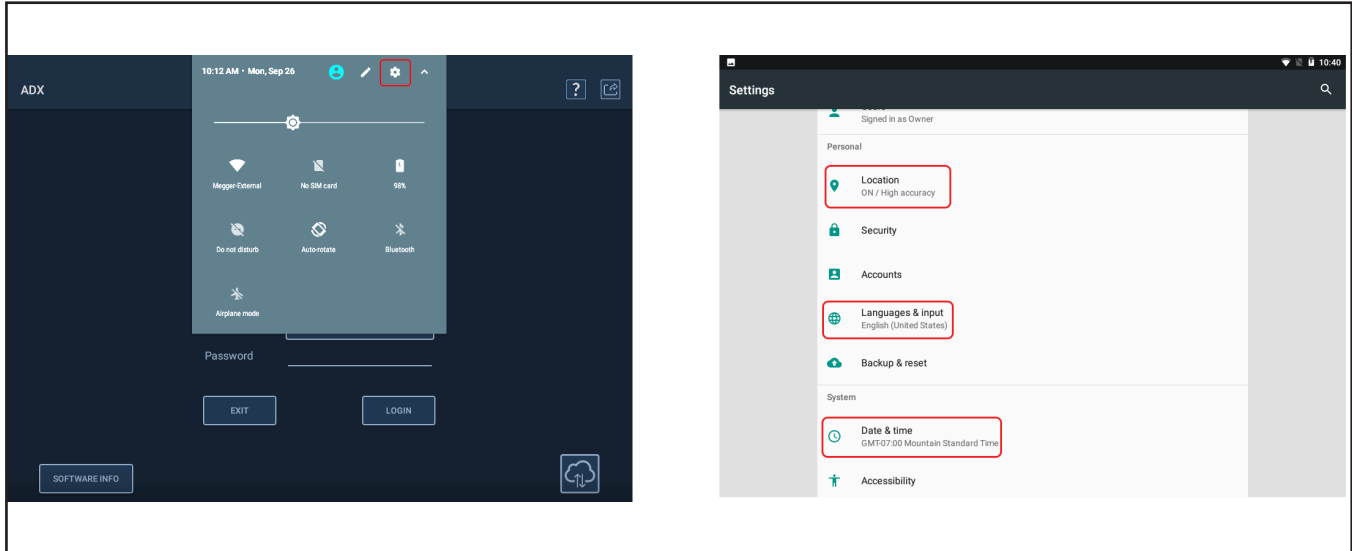 10:12 AM • Mon, Sep 26
ADX
?
Megger-External
No SIM card
98%
Do not disturb
Auto-rotate
Bluetooth
Airplane mode
Password
EXIT
LOGIN
SOFTWARE INFO
10:40
Settings
Signed in as Owner
Personal
Location
ON / High accuracy
Security
Accounts
Languages & input
English (United States)
Backup & reset
System
Date & time
GMT-07:00 Mountain Standard Time
Accessibility